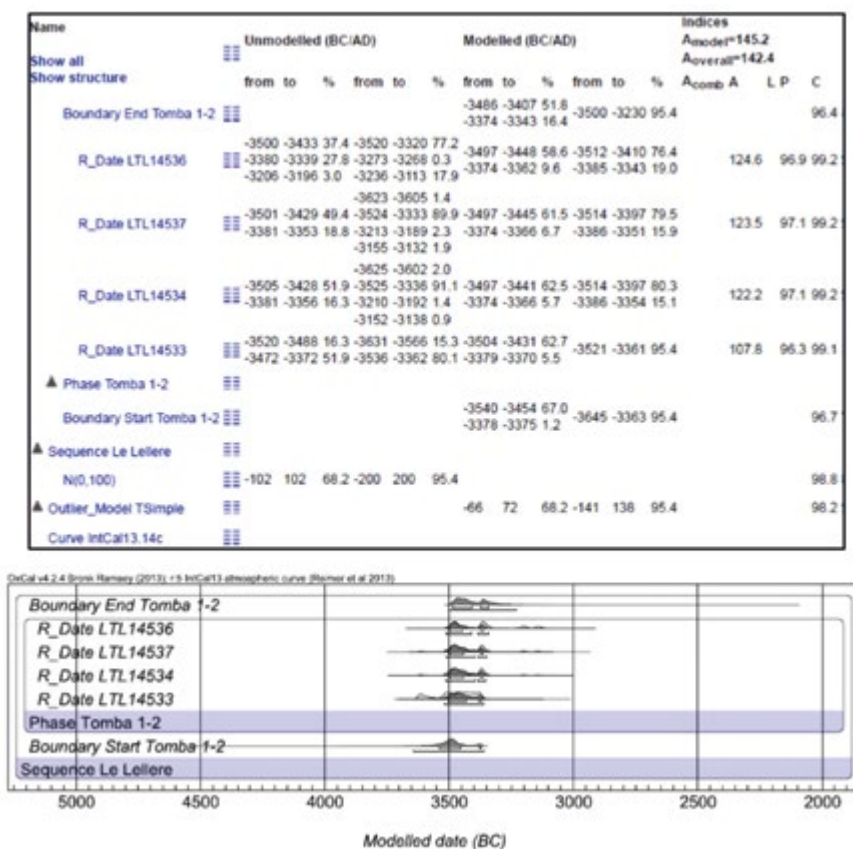 Name
Unmodelled (BC/AD) Modelled (BC/AD) Indices
Amodel=145.2
Aoverall=142.4
Show all
Show structure
from to % from to % from to % from to % Acomb A L P C
Boundary End Tomba 1-2 -3486 -3407 51.8 -3500 -3230 95.4 96.4
-3374 -3343 16.4
R_Date LTL14536 -3500 -3433 37.4 -3520 -3320 77.2 -3497 -3448 58.6 -3512 -3410 76.4 124.6 96.9 99.2
-3380 -3339 27.8 -3273 -3268 0.3 -3374 -3362 9.6 -3385 -3343 19.0
-3206 -3196 3.0 -3236 -3113 17.9
-3623 -3605 1.4
R_Date LTL14537 -3501 -3429 49.4 -3524 -3333 89.9 -3497 -3445 61.5 -3514 -3397 79.5 123.5 97.1 99.2
-3381 -3353 18.8 -3213 -3189 2.3 -3374 -3366 6.7 -3386 -3351 15.9
-3155 -3132 1.9
-3625 -3602 2.0
R_Date LTL14534 -3505 -3428 51.9 -3525 -3336 91.1 -3497 -3441 62.5 -3514 -3397 80.3 122.2 97.1 99.2
-3381 -3356 16.3 -3210 -3192 1.4 -3374 -3366 5.7 -3386 -3354 15.1
-3152 -3138 0.9
R_Date LTL14533 -3520 -3488 16.3 -3631 -3566 15.3 -3504 -3431 62.7 -3521 -3361 95.4 107.8 96.3 99.1
-3472 -3372 51.9 -3536 -3362 80.1 -3379 -3370 5.5
Phase Tomba 1-2
Boundary Start Tomba 1-2 -3540 -3454 67.0 -3645 -3363 95.4 96.7
-3378 -3375 1.2
Sequence Le Lellere
N(0,100) -102 102 68.2 -200 200 95.4 98.8
Outlier_Model TSimple -66 72 68.2 -141 138 95.4 98.2
Curve IntCal13.14c
OxCal v4.2.4 Bronk Ramsey (2013); r:5 IntCal13 atmospheric curve (Reimer et al 2013)
Boundary End Tomba 1-2
R_Date LTL14536
R_Date LTL14537
R_Date LTL14534
R_Date LTL14533
Phase Tomba 1-2
Boundary Start Tomba 1-2
Sequence Le Lellere
5000 4500 4000 3500 3000 2500 2000
Modelled date (BC)